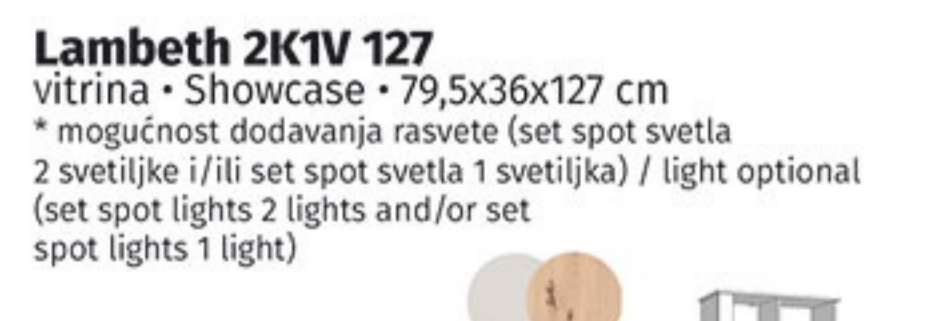 Lambeth 2K1V 127
vitrina • Showcase • 79,5x36x127 cm
* mogućnost dodavanja rasvete (set spot svetla
2 svetiljke i/ili set spot svetla 1 svetiljka) / light optional
(set spot lights 2 lights and/or set
spot lights 1 light)